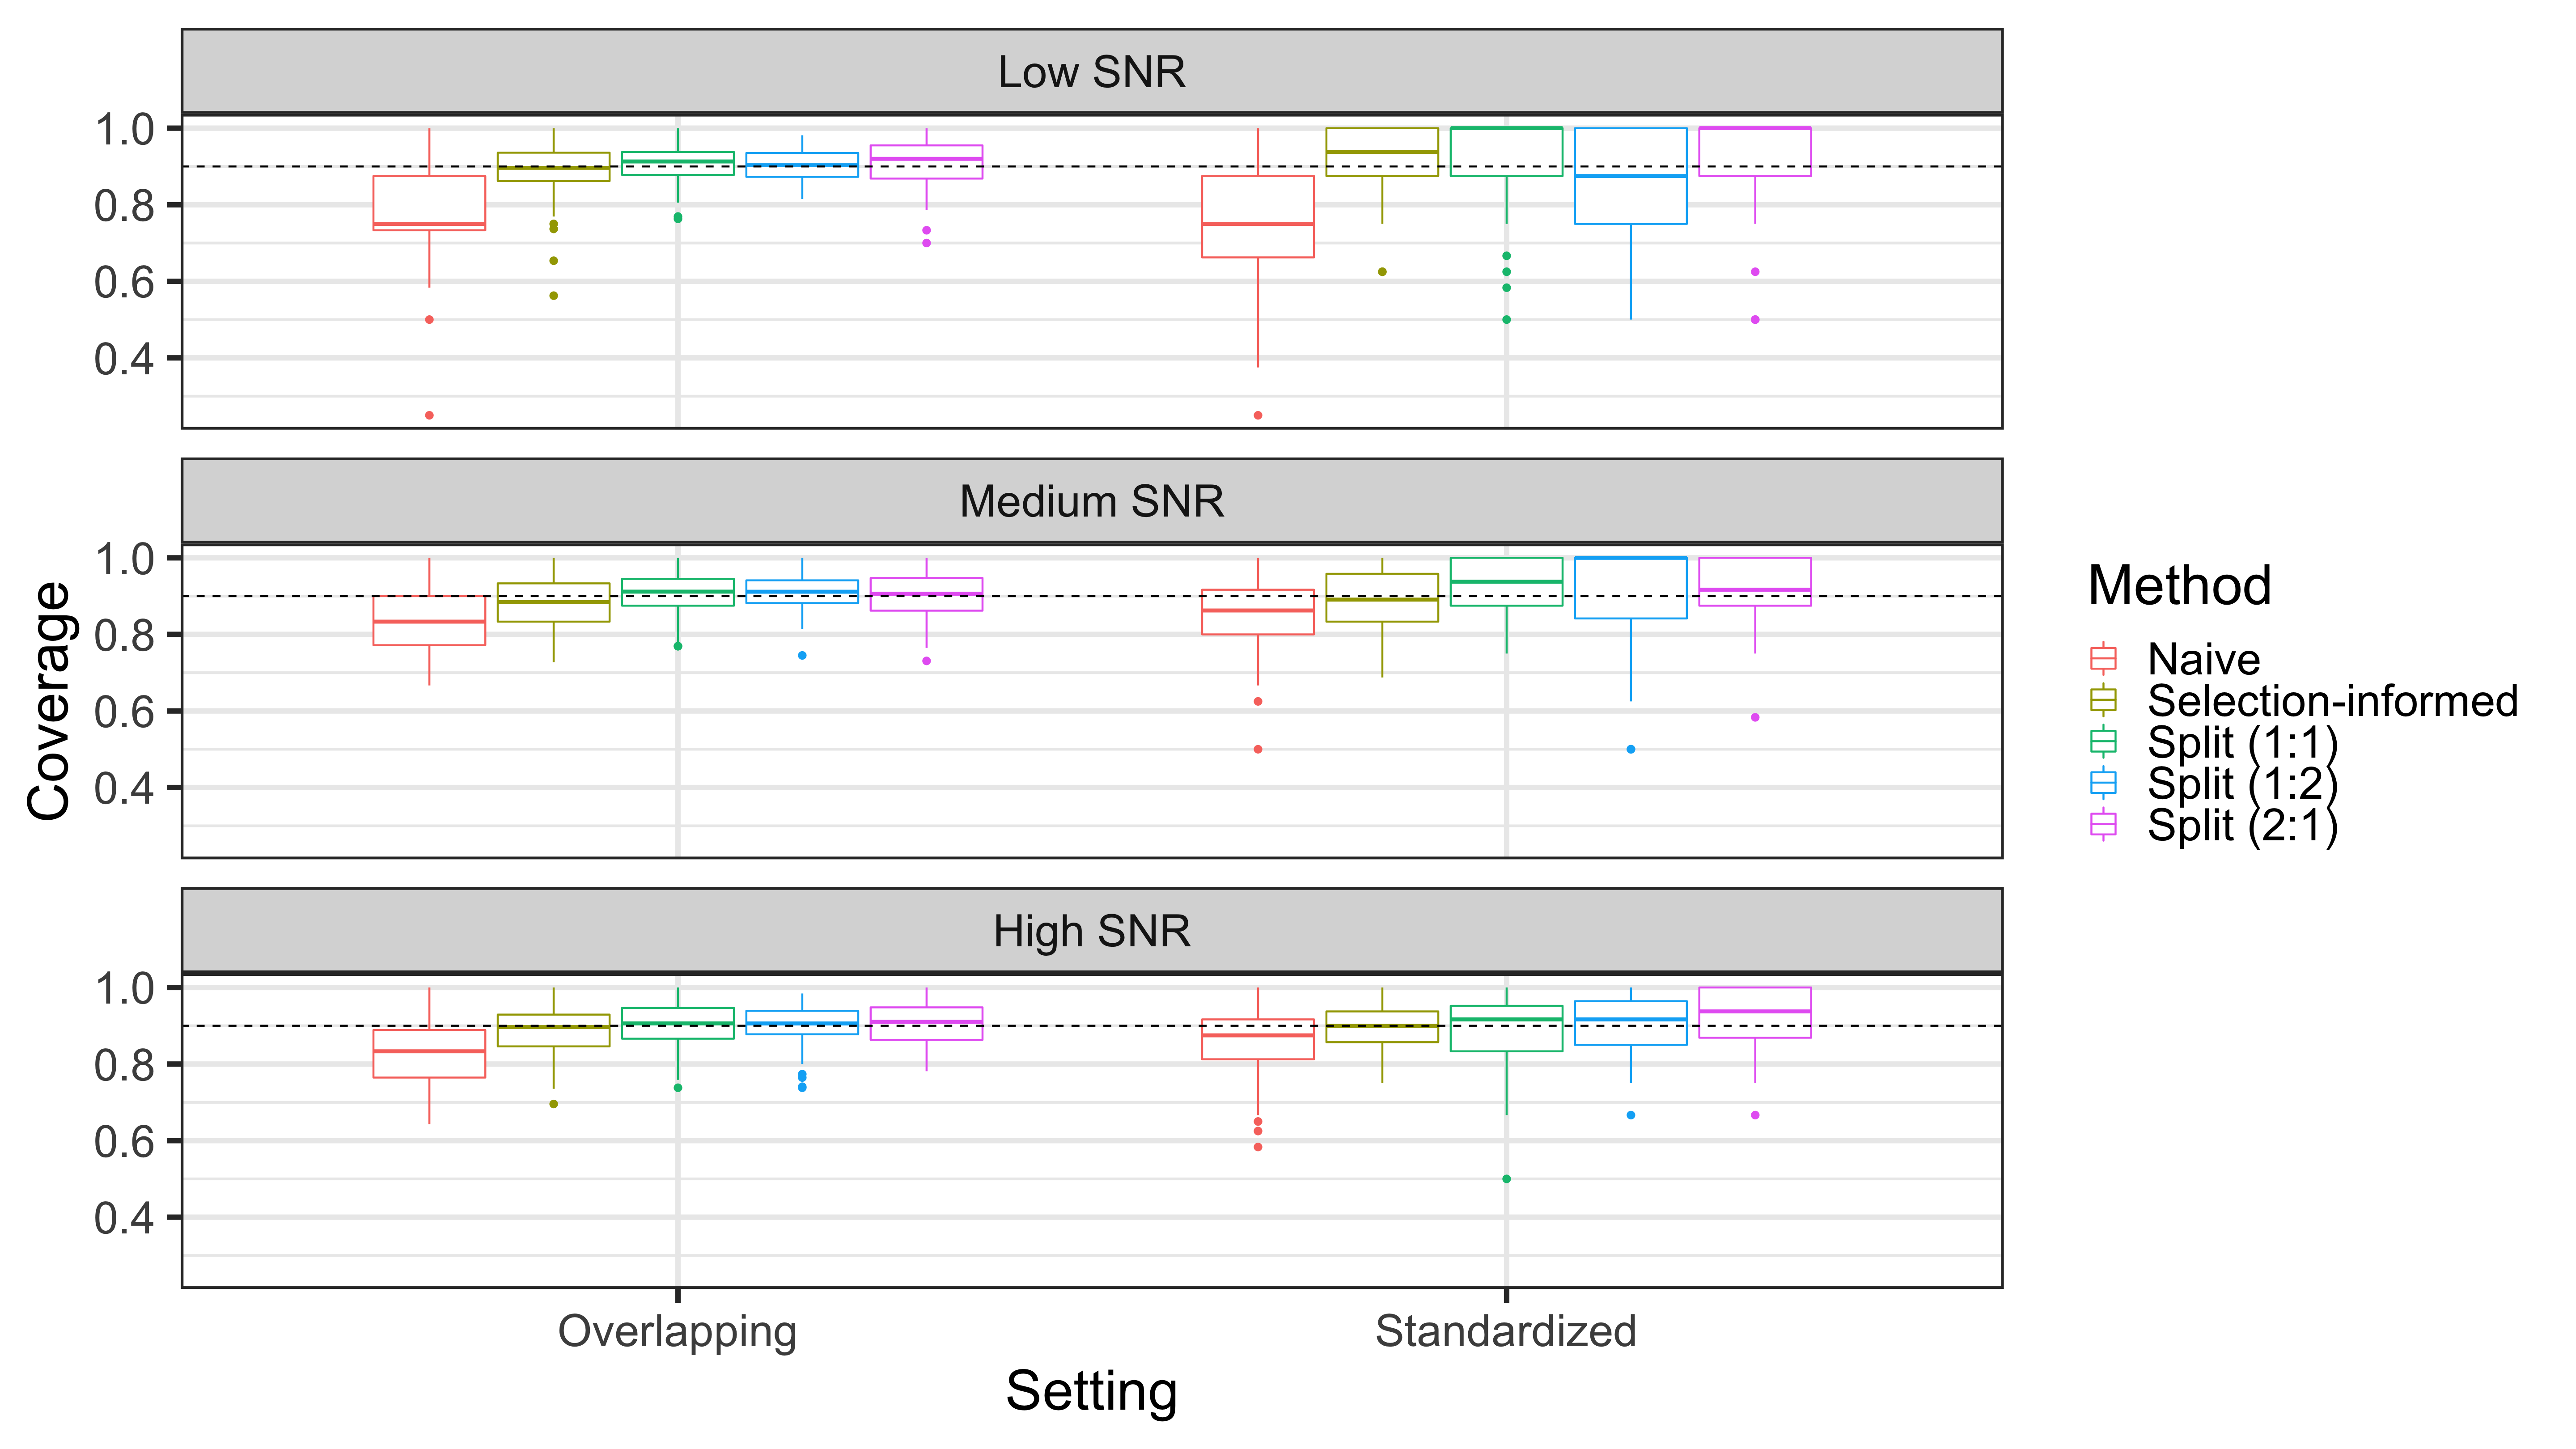 Low SNR
1.0
0.8
0.6
0.4
Medium SNR
1.0
0.8
0.6
0.4
High SNR
1.0
0.8
0.6
0.4
Coverage
Overlapping
Standardized
Setting
Method
Naive
Selection-informed
Split (1:1)
Split (1:2)
Split (2:1)